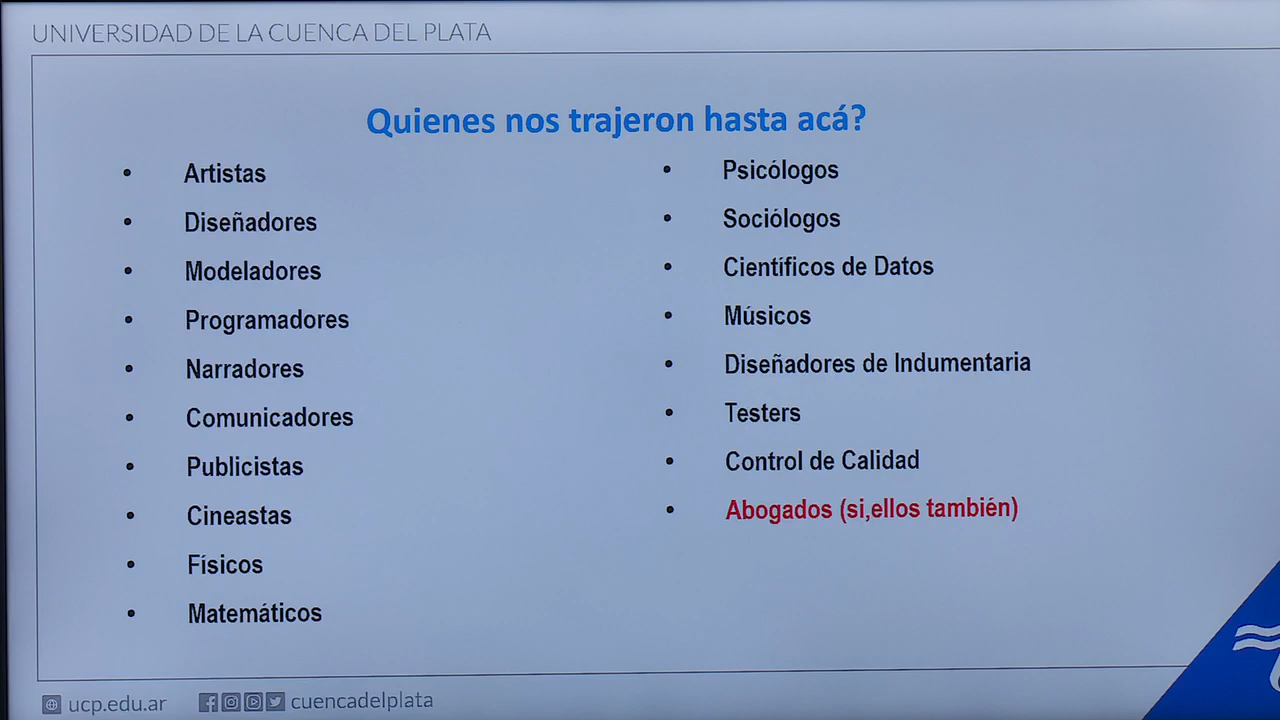 UNIVERSIDAD DE LA CUENCA DEL PLATA
Quienes nos trajeron hasta acá?
• Artistas
• Diseñadores
• Modeladores
• Programadores
• Narradores
• Comunicadores
• Publicistas
• Cineastas
• Físicos
• Matemáticos
• Psicólogos
• Sociólogos
• Científicos de Datos
• Músicos
• Diseñadores de Indumentaria
• Testers
• Control de Calidad
• Abogados (si,ellos también)
ucp.edu.ar
cuencadelplata